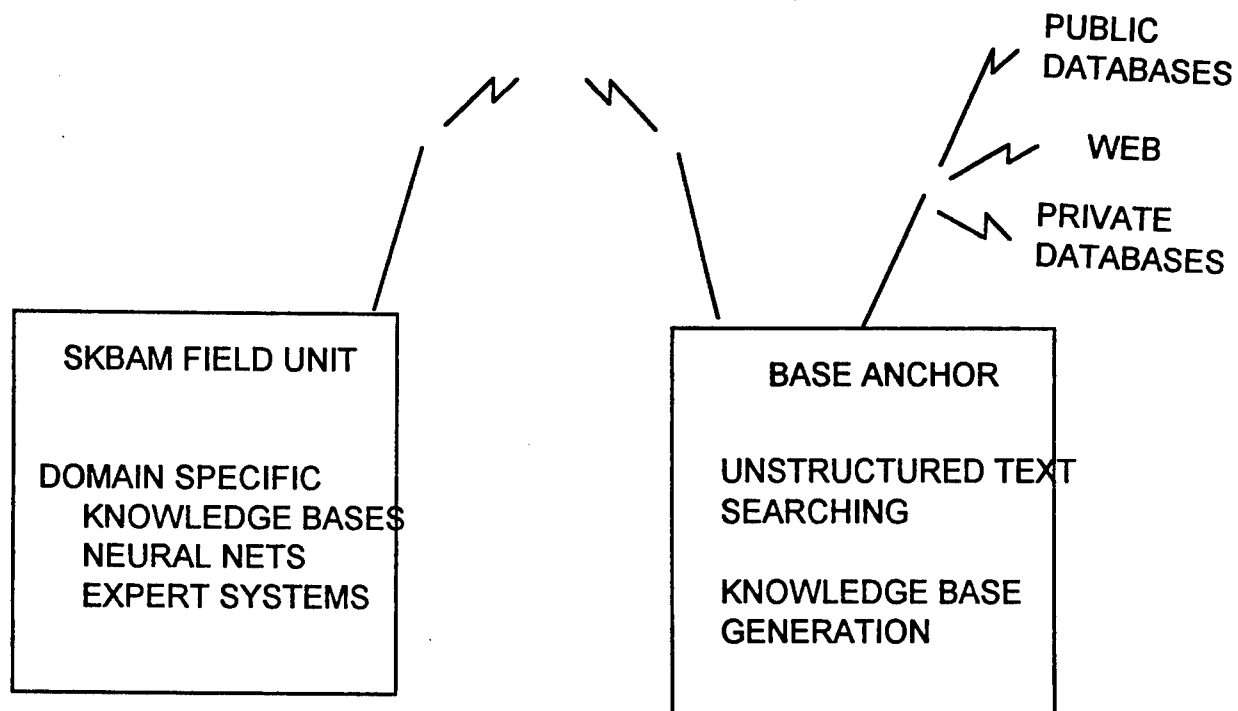 SKBAM FIELD UNIT
DOMAIN SPECIFIC
KNOWLEDGE BASES
NEURAL NETS
EXPERT SYSTEMS
BASE ANCHOR
UNSTRUCTURED TEXT
SEARCHING
KNOWLEDGE BASE
GENERATION
PUBLIC
DATABASES
WEB
PRIVATE
DATABASES